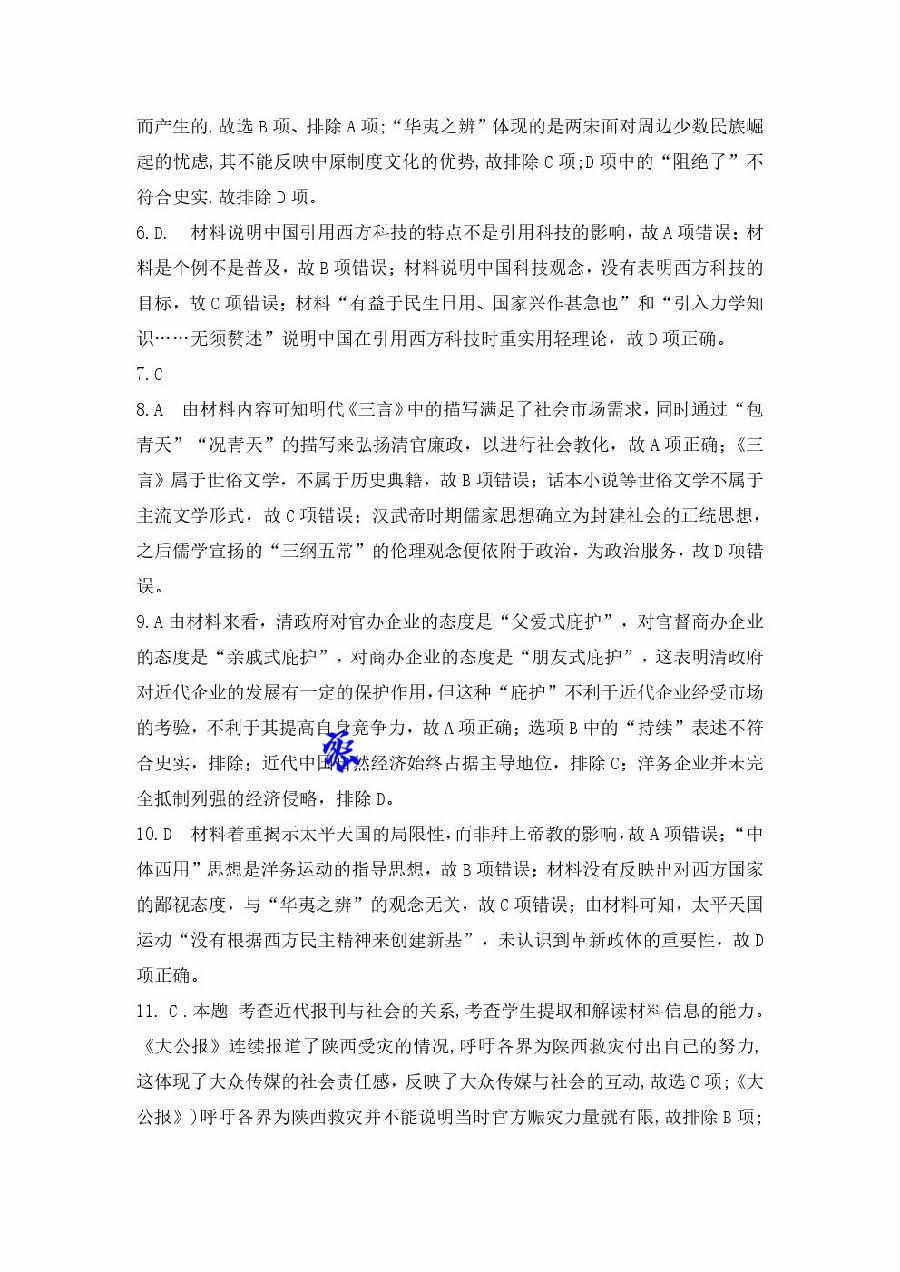 而产生的,故选B项、排除A项;“华夷之辨”体现的是两宋面对周边少数民族崛
起的忧虑,其不能反映中原制度文化的优势,故排除C项;D项中的“阻绝了”不
符合史实,故排除D项。
6.D. 材料说明中国引用西方科技的特点不是引用科技的影响，故A项错误；材
料是个例不是普及，故B项错误；材料说明中国科技观念，没有表明西方科技的
目标，故C项错误；材料“有益于民生日用、国家兴作甚急也”和“引入力学知
识……无须赘述”说明中国在引用西方科技时重实用轻理论，故D项正确。
7.C
8.A 由材料内容可知明代《三言》中的描写满足了社会市场需求,同时通过“包
青天”“况青天”的描写来弘扬清官廉政，以进行社会教化，故A项正确；《三
言》属于世俗文学，不属于历史典籍，故B项错误；话本小说等世俗文学不属于
主流文学形式，故C项错误；汉武帝时期儒家思想确立为封建社会的正统思想，
之后儒学宣扬的“三纲五常”的伦理观念便依附于政治，为政治服务，故D项错
误。
9.A由材料来看，清政府对官办企业的态度是“父爱式庇护”，对官督商办企业
的态度是“亲戚式庇护”，对商办企业的态度是“朋友式庇护”，这表明清政府
对近代企业的发展有一定的保护作用,但这种“庇护”不利于近代企业经受市场
的考验，不利于其提高自身竞争力，故A项正确；选项B中的“持续”表述不符
合史实，排除；近代中国自然经济始终占据主导地位，排除C；洋务企业并未完
全抵制列强的经济侵略，排除D。
10.D 材料着重揭示太平天国的局限性,而非拜上帝教的影响,故A项错误；“中
体西用”思想是洋务运动的指导思想，故B项错误；材料没有反映出对西方国家
的鄙视态度，与“华夷之辨”的观念无关，故C项错误；由材料可知，太平天国
运动“没有根据西方民主精神来创建新基”，未认识到革新政体的重要性，故D
项正确。
11. C.本题 考查近代报刊与社会的关系,考查学生提取和解读材料信息的能力。
《大公报》连续报道了陕西受灾的情况,呼吁各界为陕西救灾付出自己的努力,
这体现了大众传媒的社会责任感，反映了大众传媒与社会的互动,故选C项;《大
公报》)呼吁各界为陕西救灾并不能说明当时官方赈灾力量就有限,故排除B项;